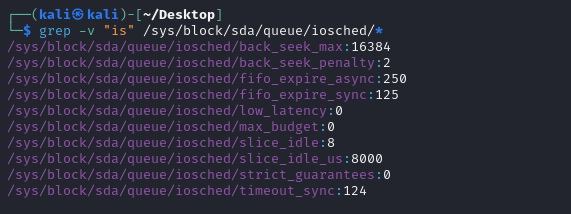 ┌──(kali㉿kali)-[~/Desktop]
└─$ grep -v "is" /sys/block/sda/queue/iosched/*
/sys/block/sda/queue/iosched/back_seek_max:16384
/sys/block/sda/queue/iosched/back_seek_penalty:2
/sys/block/sda/queue/iosched/fifo_expire_async:250
/sys/block/sda/queue/iosched/fifo_expire_sync:125
/sys/block/sda/queue/iosched/low_latency:0
/sys/block/sda/queue/iosched/max_budget:0
/sys/block/sda/queue/iosched/slice_idle:8
/sys/block/sda/queue/iosched/slice_idle_us:8000
/sys/block/sda/queue/iosched/strict_guarantees:0
/sys/block/sda/queue/iosched/timeout_sync:124